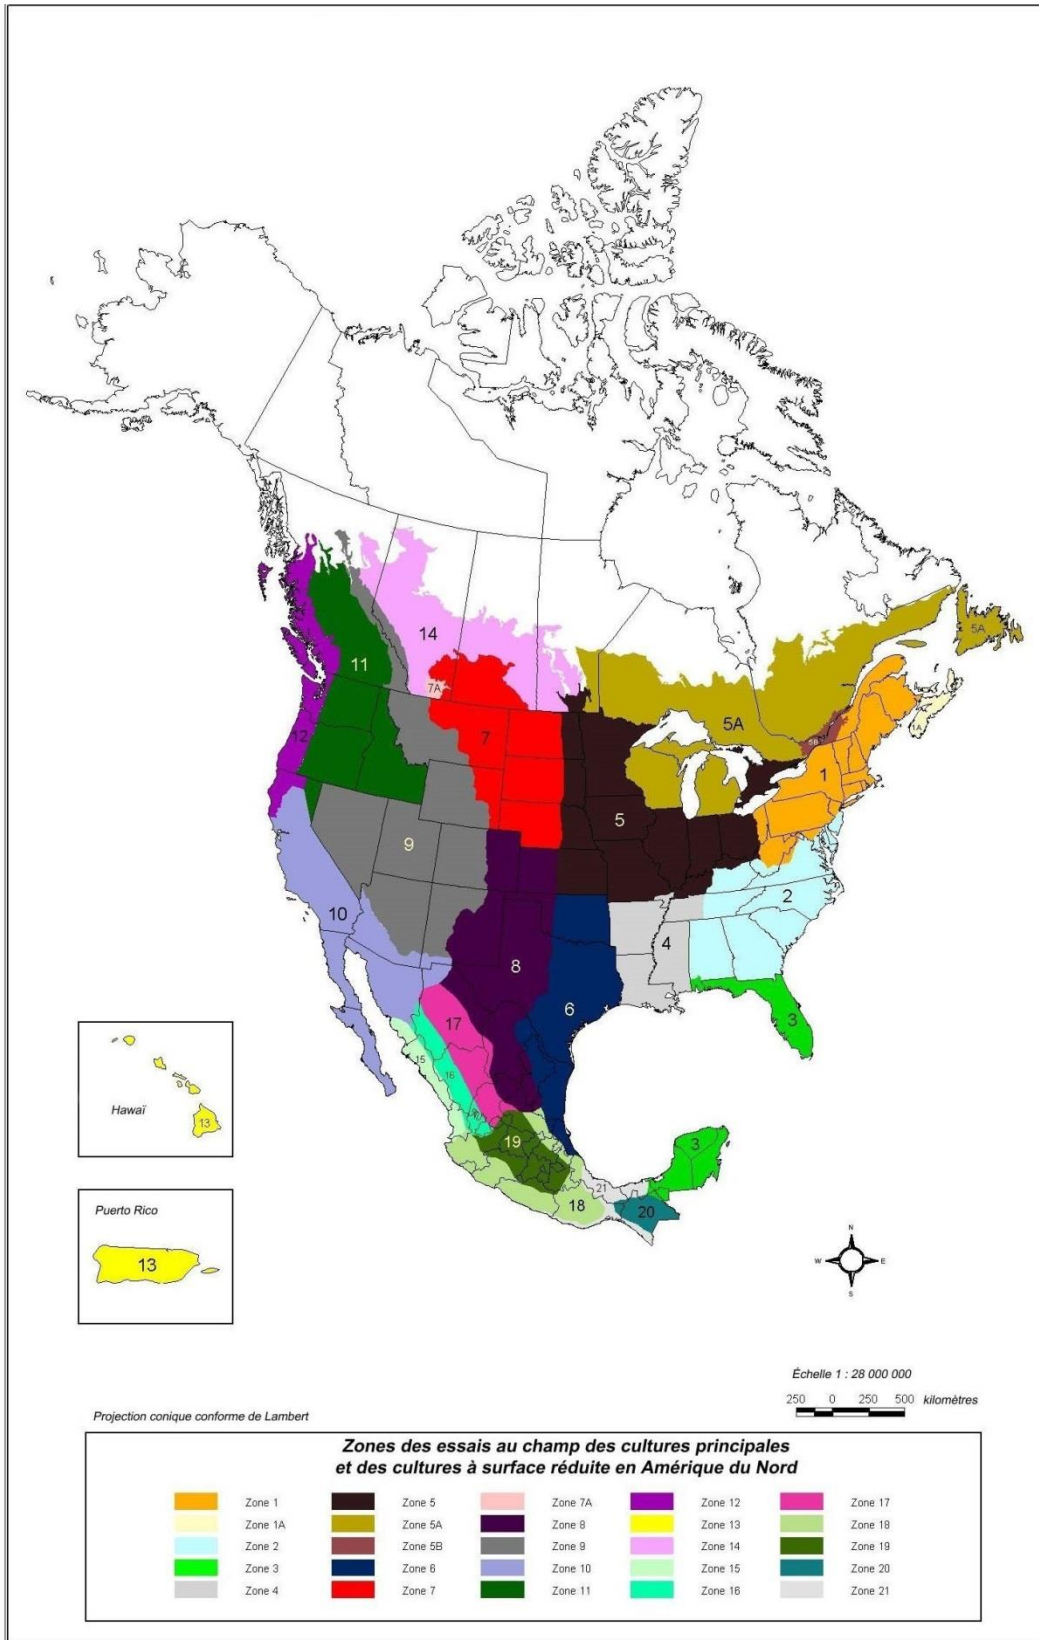 14
11
7A
5A
5A
1A
5B
12
7
1
5
9
2
10
4
8
6
3
17
15
16
Hawaï
13
19
3
21
18
20
Puerto Rico
13
N
W E
S
Échelle 1 : 28 000 000
250 0 250 500 kilomètres
Projection conique conforme de Lambert
Zones des essais au champ des cultures principales
et des cultures à surface réduite en Amérique du Nord
Zone 1 Zone 5 Zone 7A Zone 12 Zone 17
Zone 1A Zone 5A Zone 8 Zone 13 Zone 18
Zone 2 Zone 5B Zone 9 Zone 14 Zone 19
Zone 3 Zone 6 Zone 10 Zone 15 Zone 20
Zone 4 Zone 7 Zone 11 Zone 16 Zone 21